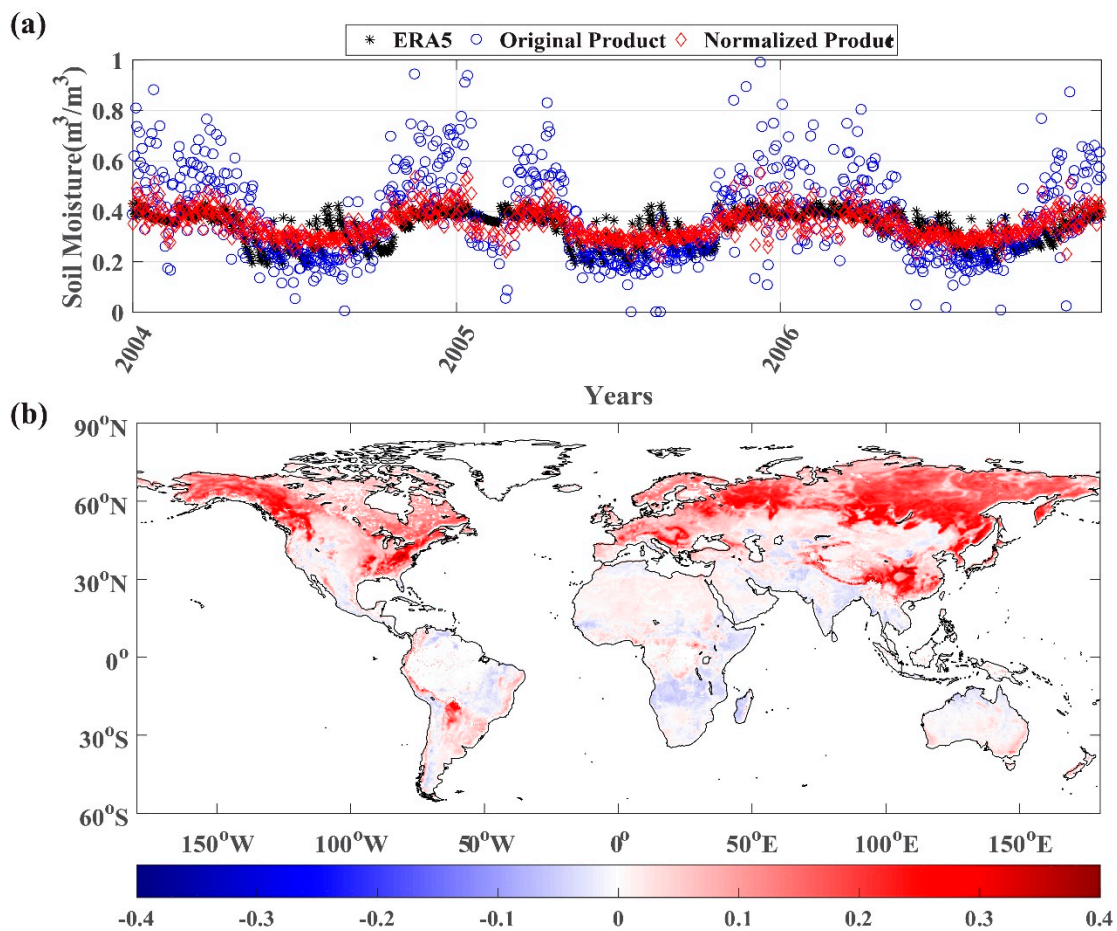 (a)
ERA5 Original Product Normalized Product
Soil Moisture(m³/m³)
1
0.8
0.6
0.4
0.2
0
2004 2005 2006
Years
(b)
90°N
60°N
30°N
0°
30°S
60°S
150°W 100°W 50°W 0° 50°E 100°E 150°E
-0.4 -0.3 -0.2 -0.1 0 0.1 0.2 0.3 0.4